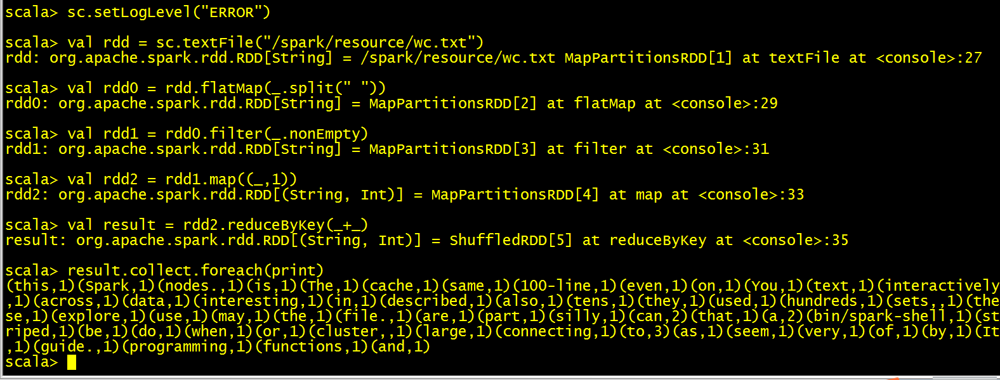 scala> sc.setLogLevel("ERROR")
scala> val rdd = sc.textFile("/spark/resource/wc.txt")
rdd: org.apache.spark.rdd.RDD[String] = /spark/resource/wc.txt MapPartitionsRDD[1] at textFile at <console>:27
scala> val rdd0 = rdd.flatMap(_.split(" "))
rdd0: org.apache.spark.rdd.RDD[String] = MapPartitionsRDD[2] at flatMap at <console>:29
scala> val rdd1 = rdd0.filter(_.nonEmpty)
rdd1: org.apache.spark.rdd.RDD[String] = MapPartitionsRDD[3] at filter at <console>:31
scala> val rdd2 = rdd1.map((_,1))
rdd2: org.apache.spark.rdd.RDD[(String, Int)] = MapPartitionsRDD[4] at map at <console>:33
scala> val result = rdd2.reduceByKey(_+_)
result: org.apache.spark.rdd.RDD[(String, Int)] = ShuffledRDD[5] at reduceByKey at <console>:35
scala> result.collect.foreach(print)
(this,1)(Spark,1)(nodes.,1)(is,1)(The,1)(cache,1)(same,1)(100-line,1)(even,1)(on,1)(You,1)(text,1)(interactively
,1)(across,1)(data,1)(interesting,1)(in,1)(described,1)(also,1)(tens,1)(they,1)(used,1)(hundreds,1)(sets,,1)(the
se,1)(explore,1)(use,1)(may,1)(the,1)(file.,1)(are,1)(part,1)(silly,1)(can,2)(that,1)(a,2)(bin/spark-shell,1)(st
riped,1)(be,1)(do,1)(when,1)(or,1)(cluster,,1)(large,1)(connecting,1)(to,3)(as,1)(seem,1)(very,1)(of,1)(by,1)(It
,1)(guide.,1)(programming,1)(functions,1)(and,1)
scala>